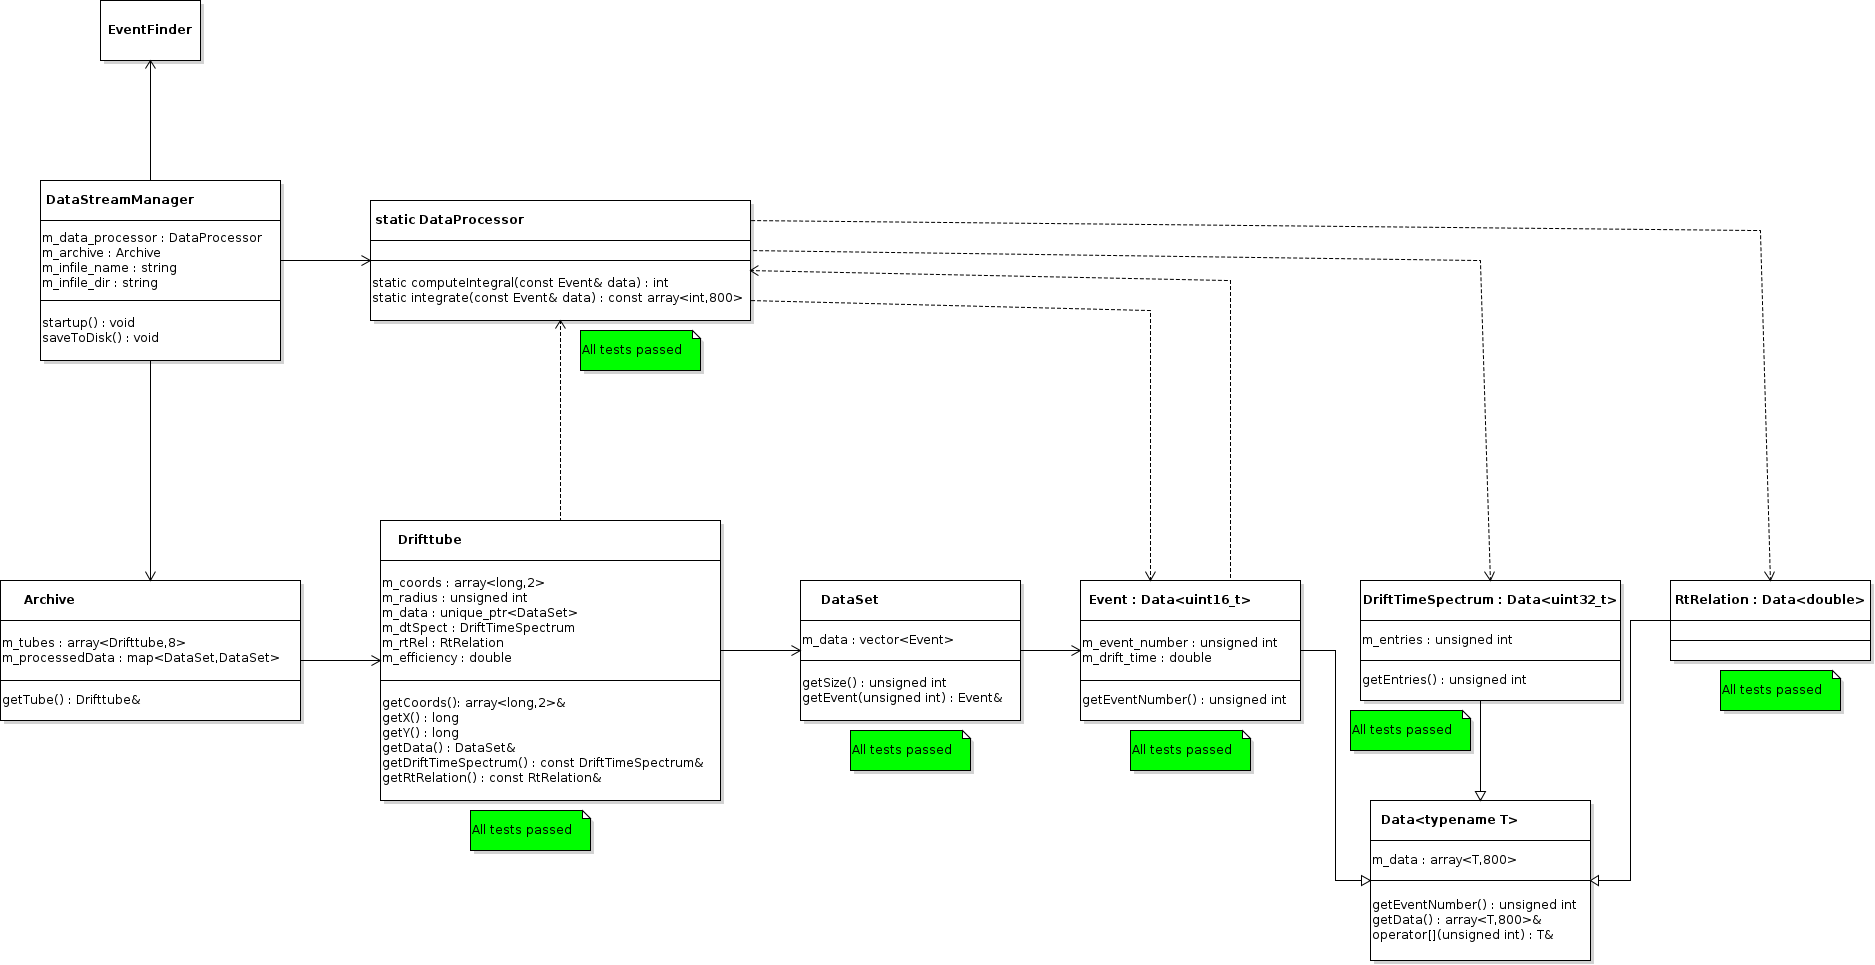 EventFinder
DataStreamManager
m_data_processor : DataProcessor
m_archive : Archive
m_infile_name : string
m_infile_dir : string
startup() : void
saveToDisk() : void
static DataProcessor
static computeIntegral(const Event& data) : int
static integrate(const Event& data) : const array<int,800>
All tests passed
Archive
m_tubes : array<Drifttube,8>
m_processedData : map<DataSet,DataSet>
getTube() : Drifttube&
Drifttube
m_coords : array<long,2>
m_radius : unsigned int
m_data : unique_ptr<DataSet>
m_dtSpect : DriftTimeSpectrum
m_rtRel : RtRelation
m_efficiency : double
getCoords(): array<long,2>&
getX() : long
getY() : long
getData() : DataSet&
getDriftTimeSpectrum() : const DriftTimeSpectrum&
getRtRelation() : const RtRelation&
All tests passed
DataSet
m_data : vector<Event>
getSize() : unsigned int
getEvent(unsigned int) : Event&
All tests passed
Event : Data<uint16_t>
m_event_number : unsigned int
m_drift_time : double
getEventNumber() : unsigned int
All tests passed
DriftTimeSpectrum : Data<uint32_t>
m_entries : unsigned int
getEntries() : unsigned int
All tests passed
RtRelation : Data<double>
All tests passed
Data<typename T>
m_data : array<T,800>
getEventNumber() : unsigned int
getData() : array<T,800>&
operator[](unsigned int) : T&